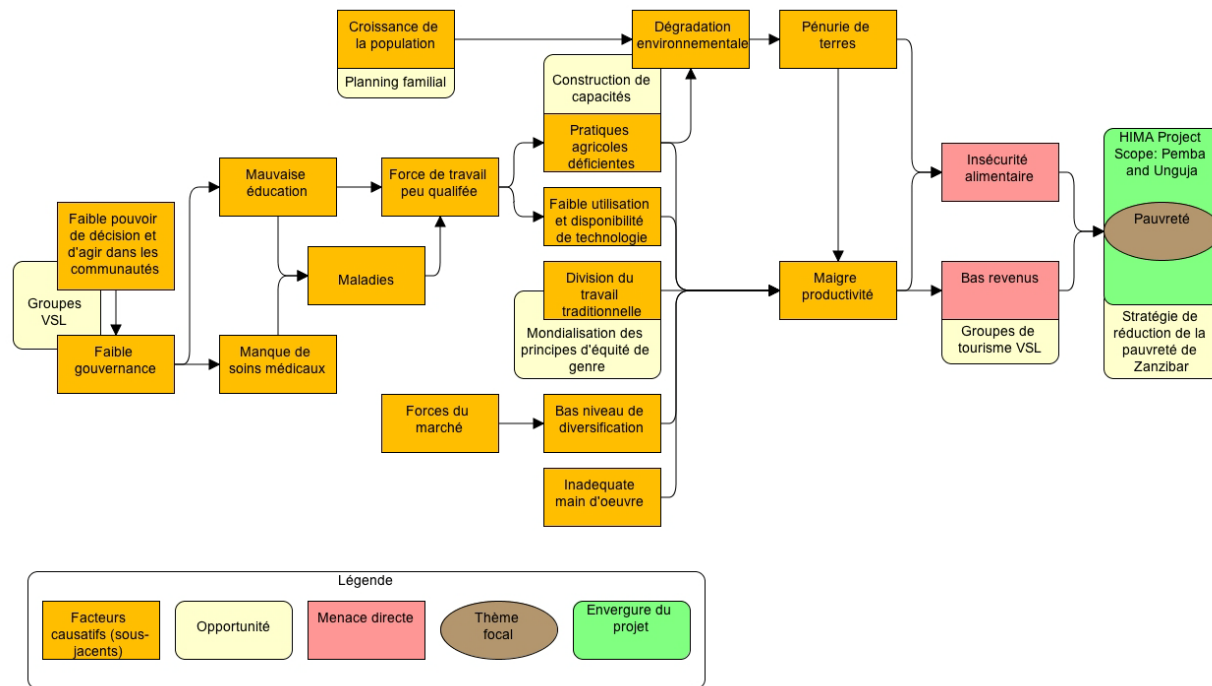 Croissance de
la population
Planning familial
Dégradation
environnementale
Pénurie de
terres
Construction de
capacités
Pratiques
agricoles
déficientes
Mauvaise
éducation
Force de travail
peu qualifée
Faible utilisation
et disponibilité
de technologie
Insécurité
alimentaire
HIMA Project
Scope: Pemba
and Unguja
Pauvreté
Stratégie de
réduction de la
pauvreté de
Zanzibar
Faible pouvoir
de décision et
d'agir dans les
communautés
Groupes
VSL
Faible
gouvernance
Maladies
Manque de
soins médicaux
Division du
travail
traditionnelle
Mondialisation des
principes d'équité de
genre
Maigre
productivité
Bas revenus
Groupes de
tourisme VSL
Forces du
marché
Bas niveau de
diversification
Inadequate
main d'oeuvre
Légende
Facteurs
causatifs (sous-
jacents)
Opportunité
Menace directe
Thème
focal
Envergure du
projet